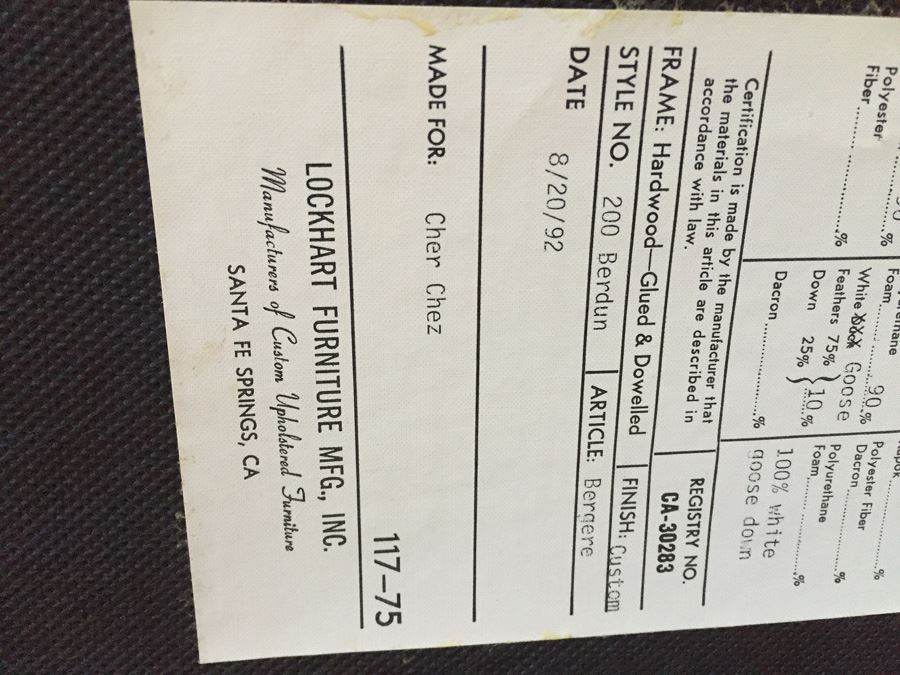 Foam..........90.%
Polyester
Fiber....................%
White Duck GOOSE
Feathers 75%
Down 25% } 10.%
Dacron...............%
Polyester Fiber
Dacron...............%
Polyurethane
Foam...............%
100% white
goose down
Certification is made by the manufacturer that
the materials in this article are described in
accordance with law.
REGISTRY NO.
CA-30283
FRAME: Hardwood—Glued & Dowelled
FINISH: Custom
STYLE NO. 200 Berdun
ARTICLE: Bergere
DATE 8/20/92
MADE FOR: Cher Chez
117-75
LOCKHART FURNITURE MFG., INC.
Manufacturers of Custom Upholstered Furniture
SANTA FE SPRINGS, CA